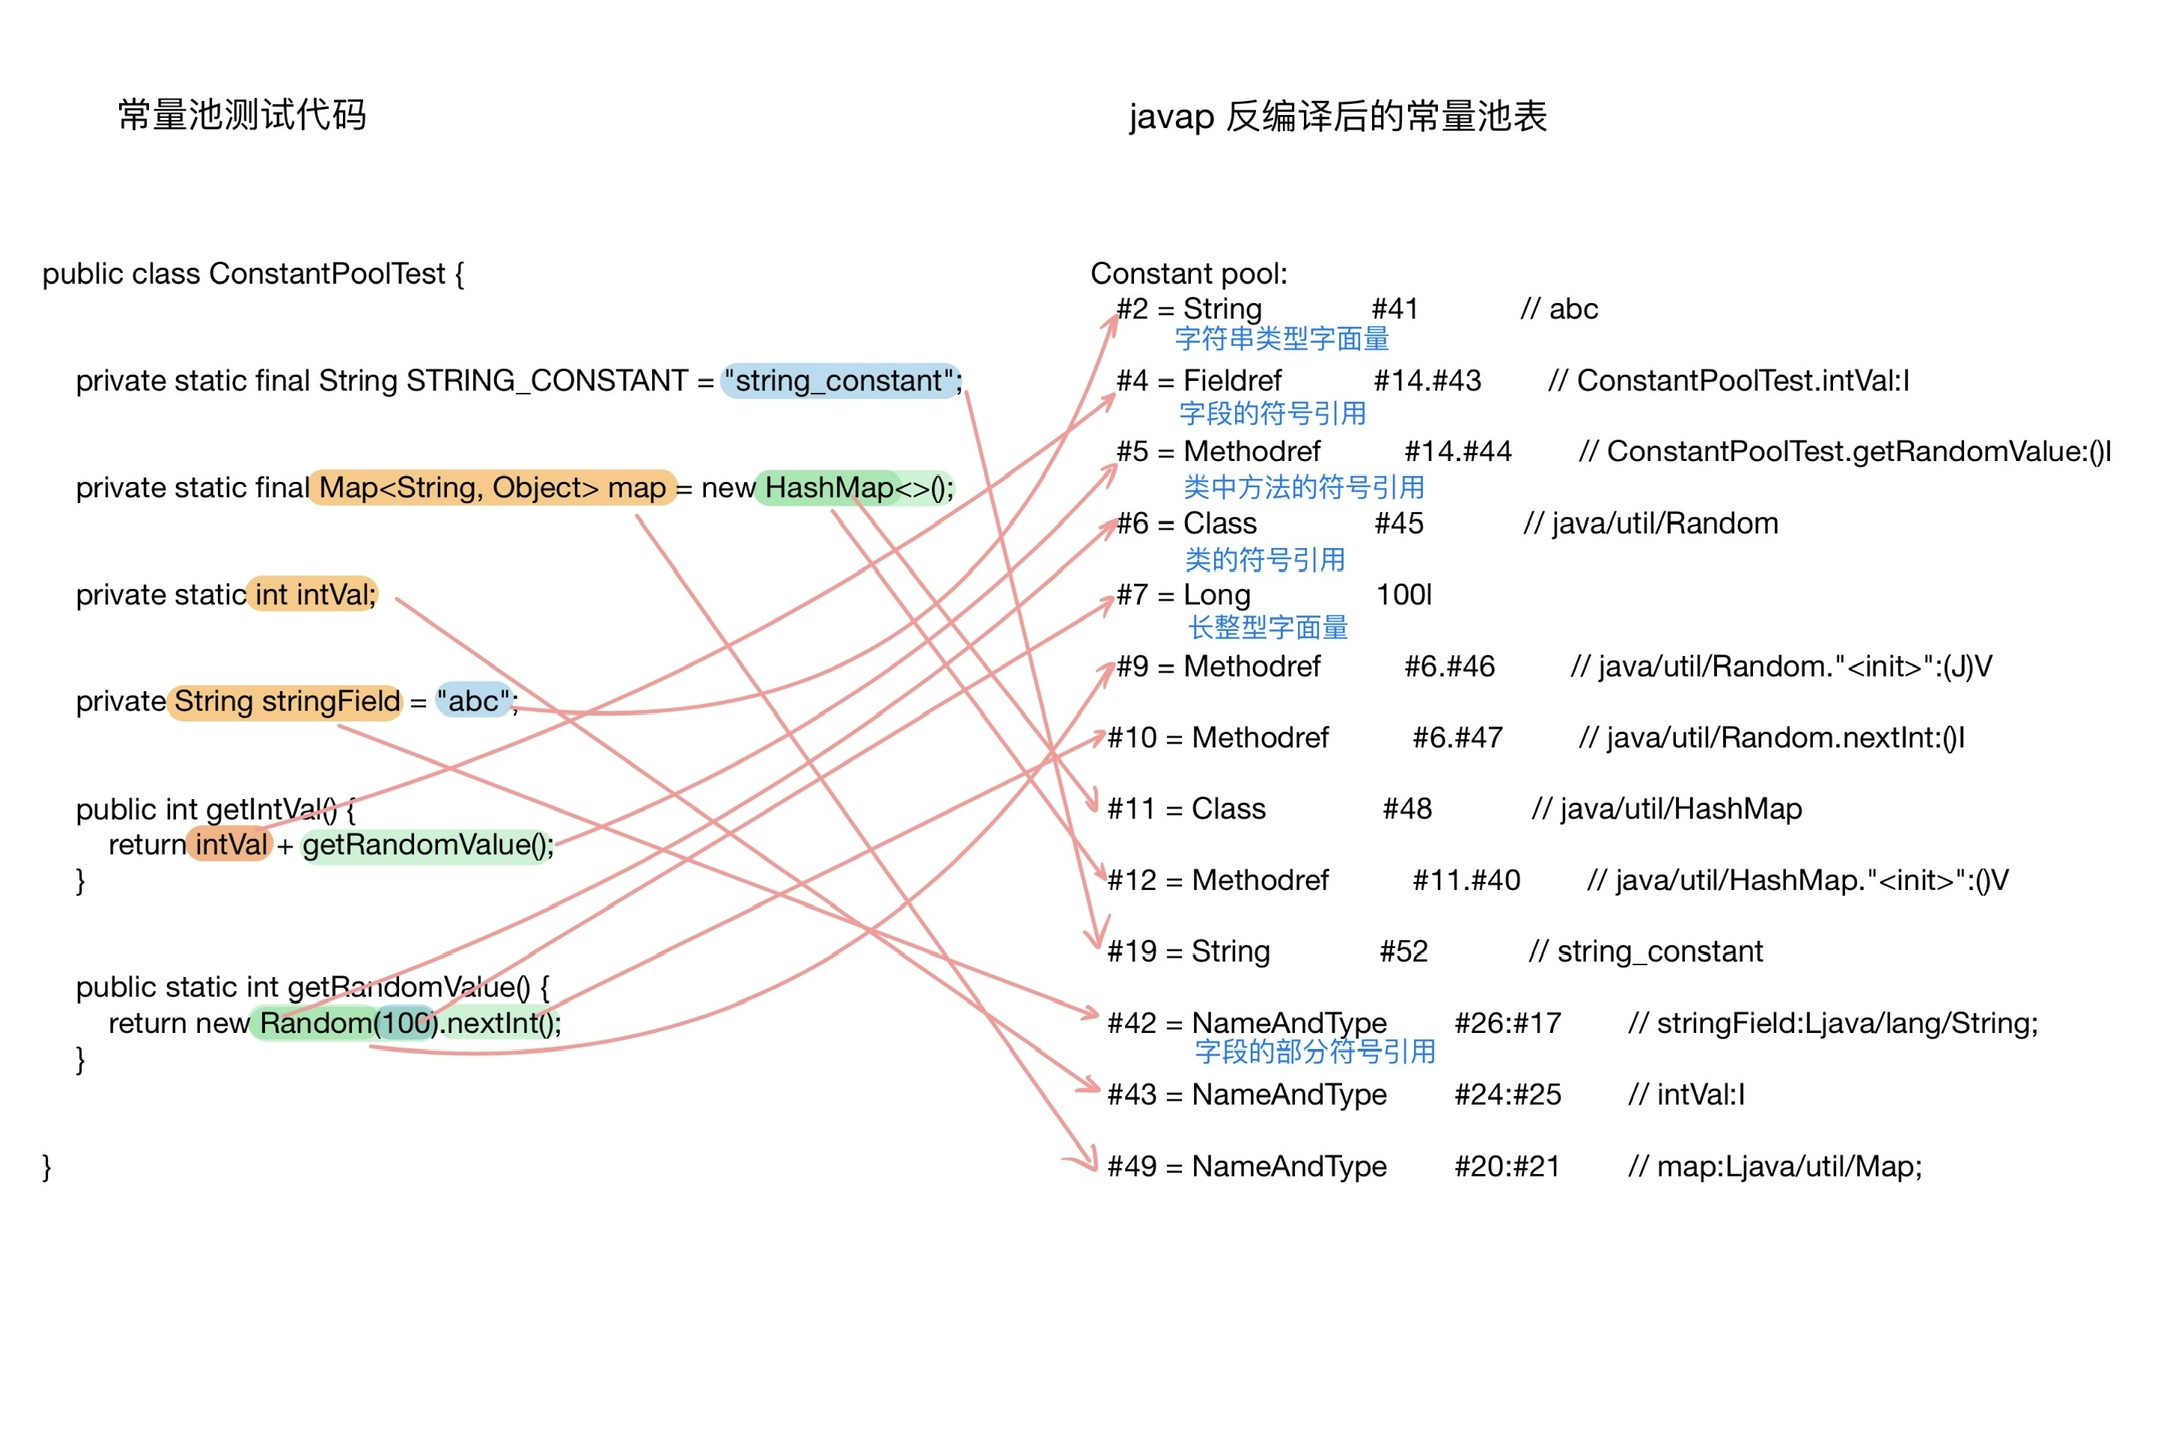 常量池测试代码
public class ConstantPoolTest {
private static final String STRING_CONSTANT = "string_constant";
private static final Map<String, Object> map = new HashMap<>();
private static int intVal;
private String stringField = "abc";
public int getIntVal() {
return intVal + getRandomValue();
}
public static int getRandomValue() {
return new Random(100).nextInt();
}
}
javap 反编译后的常量池表
Constant pool:
#2 = String #41 // abc
字符串类型字面量
#4 = Fieldref #14.#43 // ConstantPoolTest.intVal:I
字段的符号引用
#5 = Methodref #14.#44 // ConstantPoolTest.getRandomValue:()I
类中方法的符号引用
#6 = Class #45 // java/util/Random
类的符号引用
#7 = Long 100l
长整型字面量
#9 = Methodref #6.#46 // java/util/Random."<init>":(J)V
#10 = Methodref #6.#47 // java/util/Random.nextInt:()I
#11 = Class #48 // java/util/HashMap
#12 = Methodref #11.#40 // java/util/HashMap."<init>":()V
#19 = String #52 // string_constant
#42 = NameAndType #26:#17 // stringField:Ljava/lang/String;
字段的部分符号引用
#43 = NameAndType #24:#25 // intVal:I
#49 = NameAndType #20:#21 // map:Ljava/util/Map;